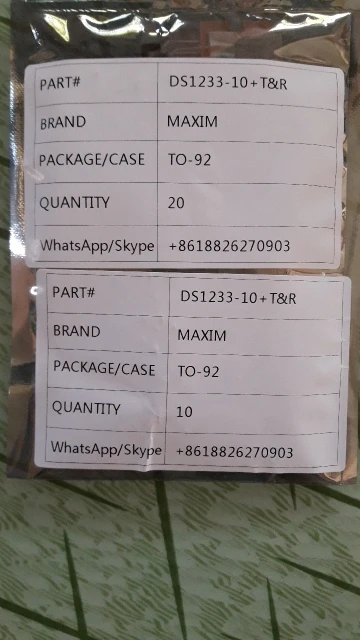 PART# DS1233-10+T&R
BRAND MAXIM
PACKAGE/CASE TO-92
QUANTITY 20
WhatsApp/Skype +8618826270903
PART# DS1233-10+T&R
BRAND MAXIM
PACKAGE/CASE TO-92
QUANTITY 10
WhatsApp/Skype +8618826270903